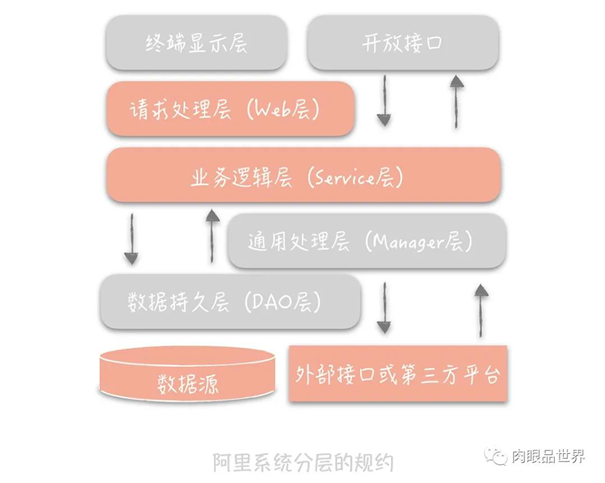 终端显示层
开放接口
请求处理层（Web层）
业务逻辑层（Service层）
通用处理层（Manager层）
数据持久层（DAO层）
数据源
外部接口或第三方平台
阿里系统分层的规约
肉眼品世界